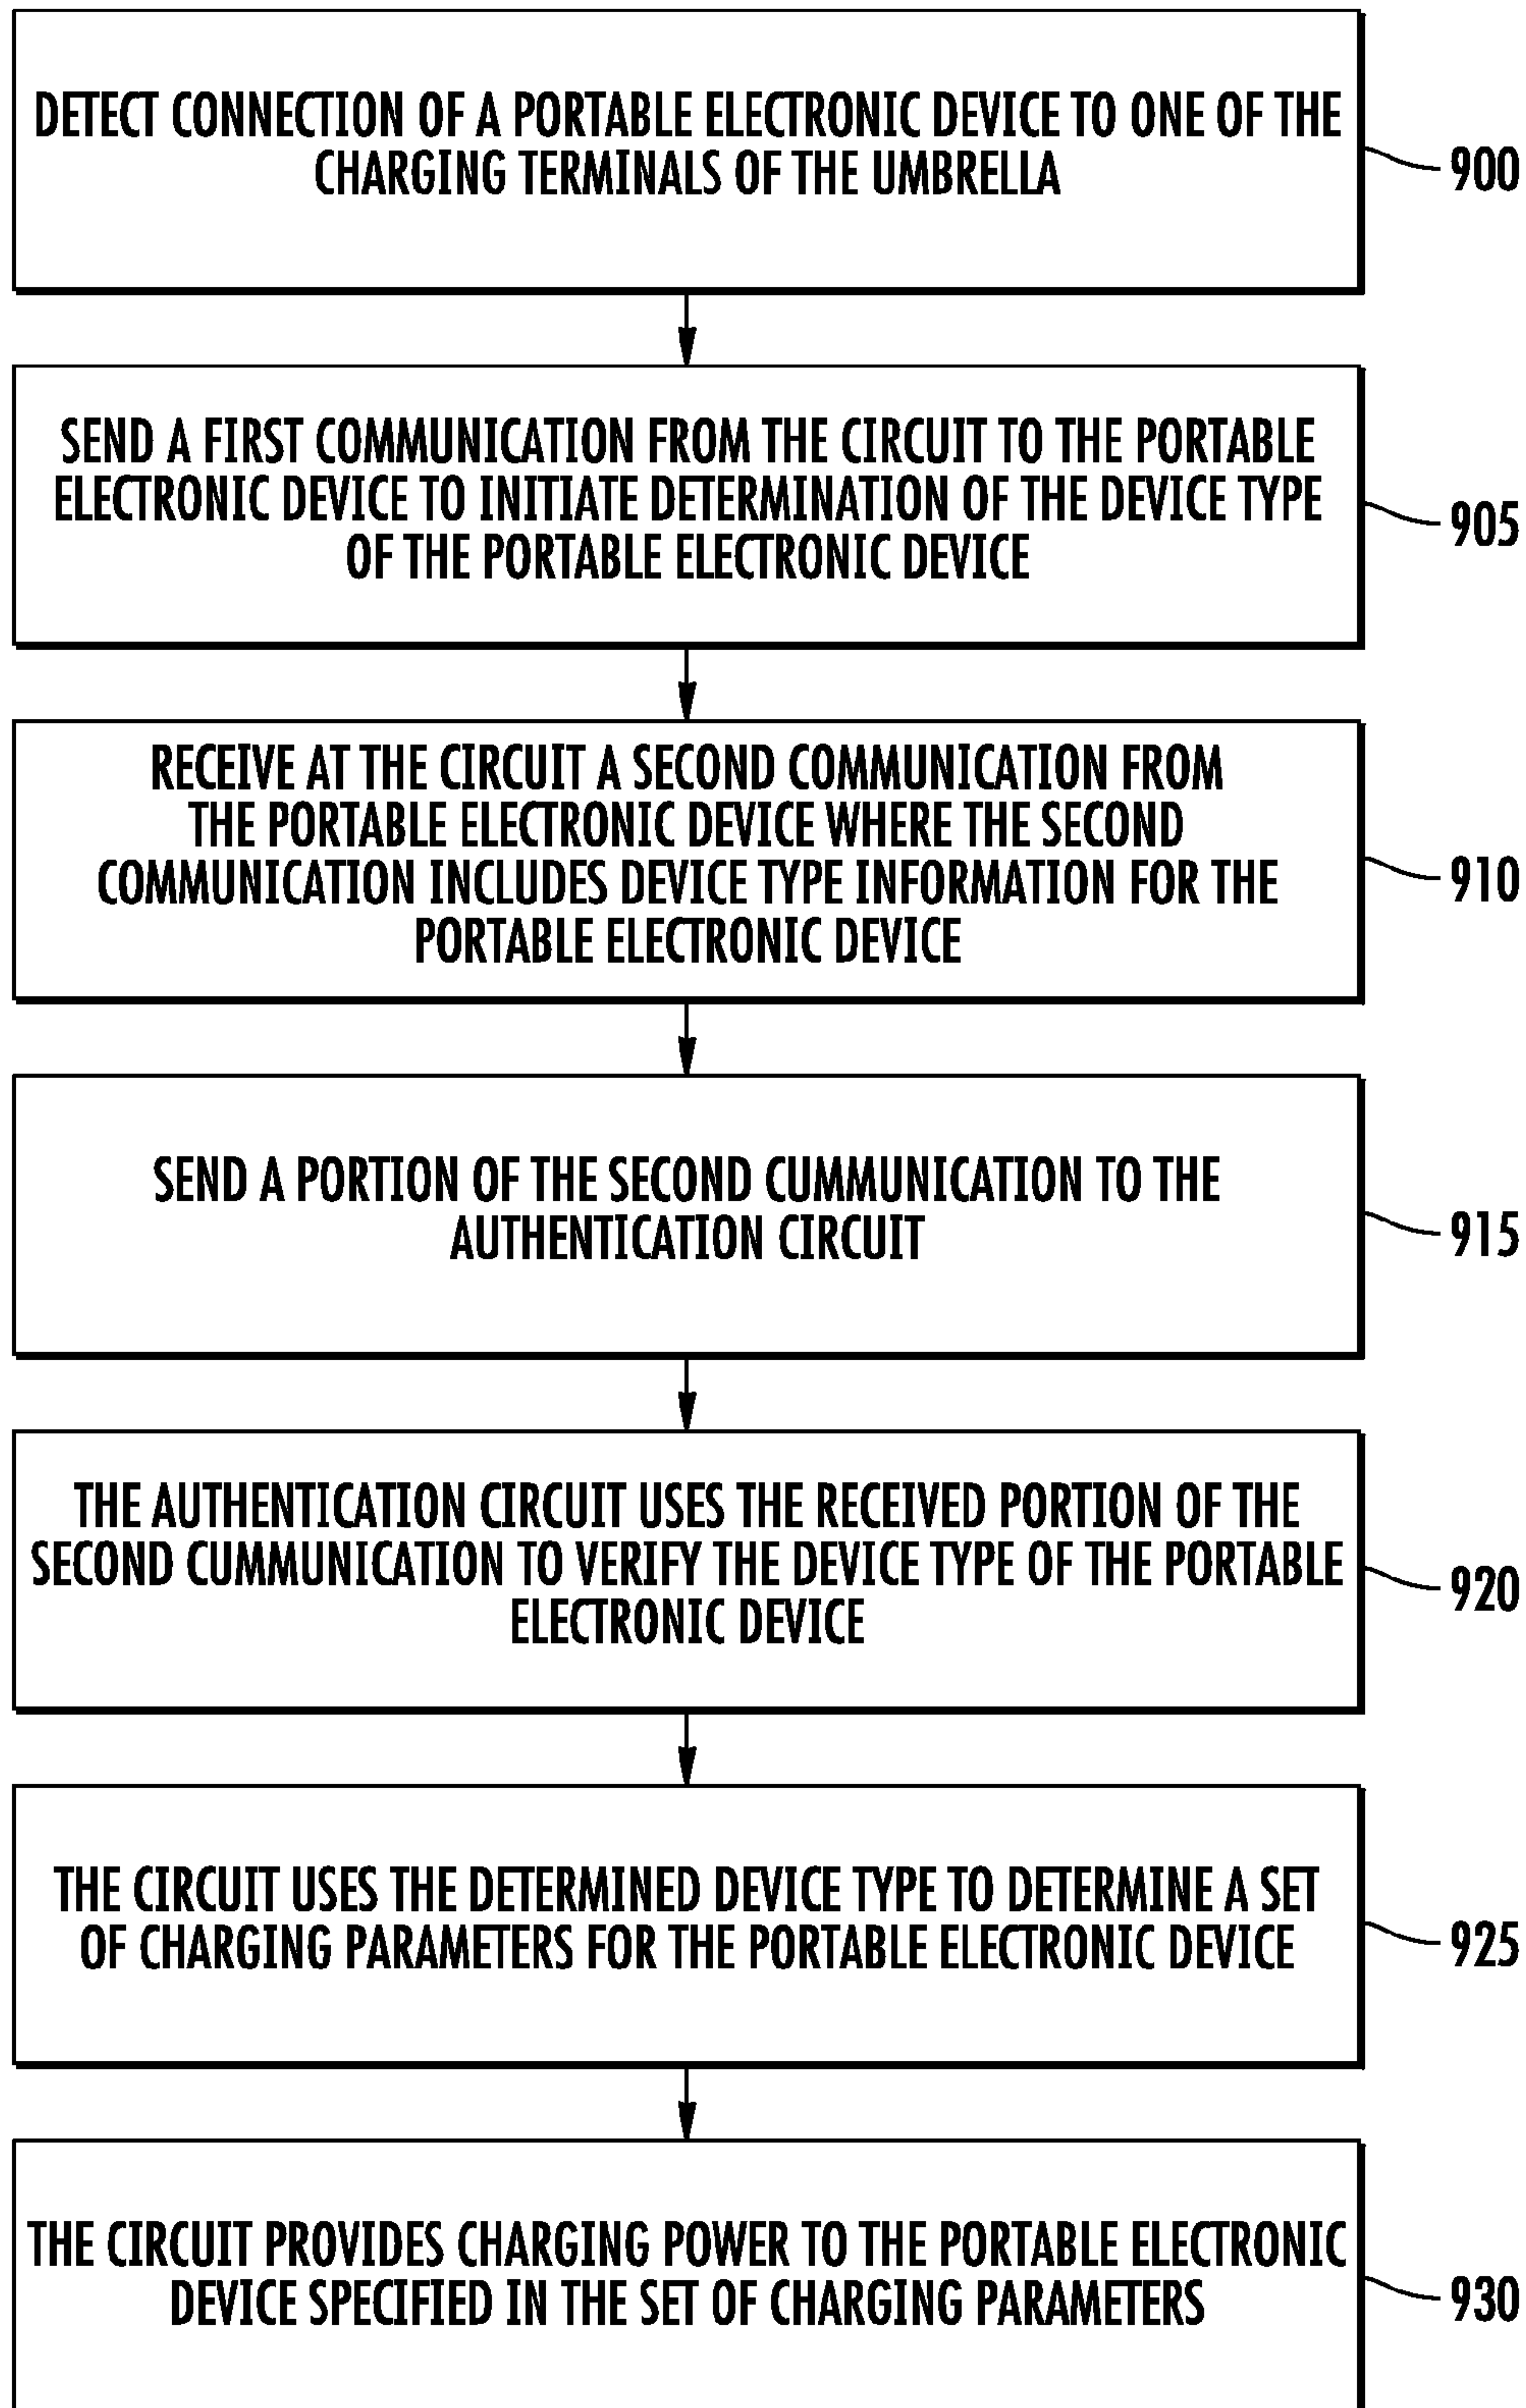 DETECT CONNECTION OF A PORTABLE ELECTRONIC DEVICE TO ONE OF THE
CHARGING TERMINALS OF THE UMBRELLA
900
SEND A FIRST COMMUNICATION FROM THE CIRCUIT TO THE PORTABLE
ELECTRONIC DEVICE TO INITIATE DETERMINATION OF THE DEVICE TYPE
OF THE PORTABLE ELECTRONIC DEVICE
905
RECEIVE AT THE CIRCUIT A SECOND COMMUNICATION FROM
THE PORTABLE ELECTRONIC DEVICE WHERE THE SECOND
COMMUNICATION INCLUDES DEVICE TYPE INFORMATION FOR THE
PORTABLE ELECTRONIC DEVICE
910
SEND A PORTION OF THE SECOND CUMMUNICATION TO THE
AUTHENTICATION CIRCUIT
915
THE AUTHENTICATION CIRCUIT USES THE RECEIVED PORTION OF THE
SECOND CUMMUNICATION TO VERIFY THE DEVICE TYPE OF THE PORTABLE
ELECTRONIC DEVICE
920
THE CIRCUIT USES THE DETERMINED DEVICE TYPE TO DETERMINE A SET
OF CHARGING PARAMETERS FOR THE PORTABLE ELECTRONIC DEVICE
925
THE CIRCUIT PROVIDES CHARGING POWER TO THE PORTABLE ELECTRONIC
DEVICE SPECIFIED IN THE SET OF CHARGING PARAMETERS
930